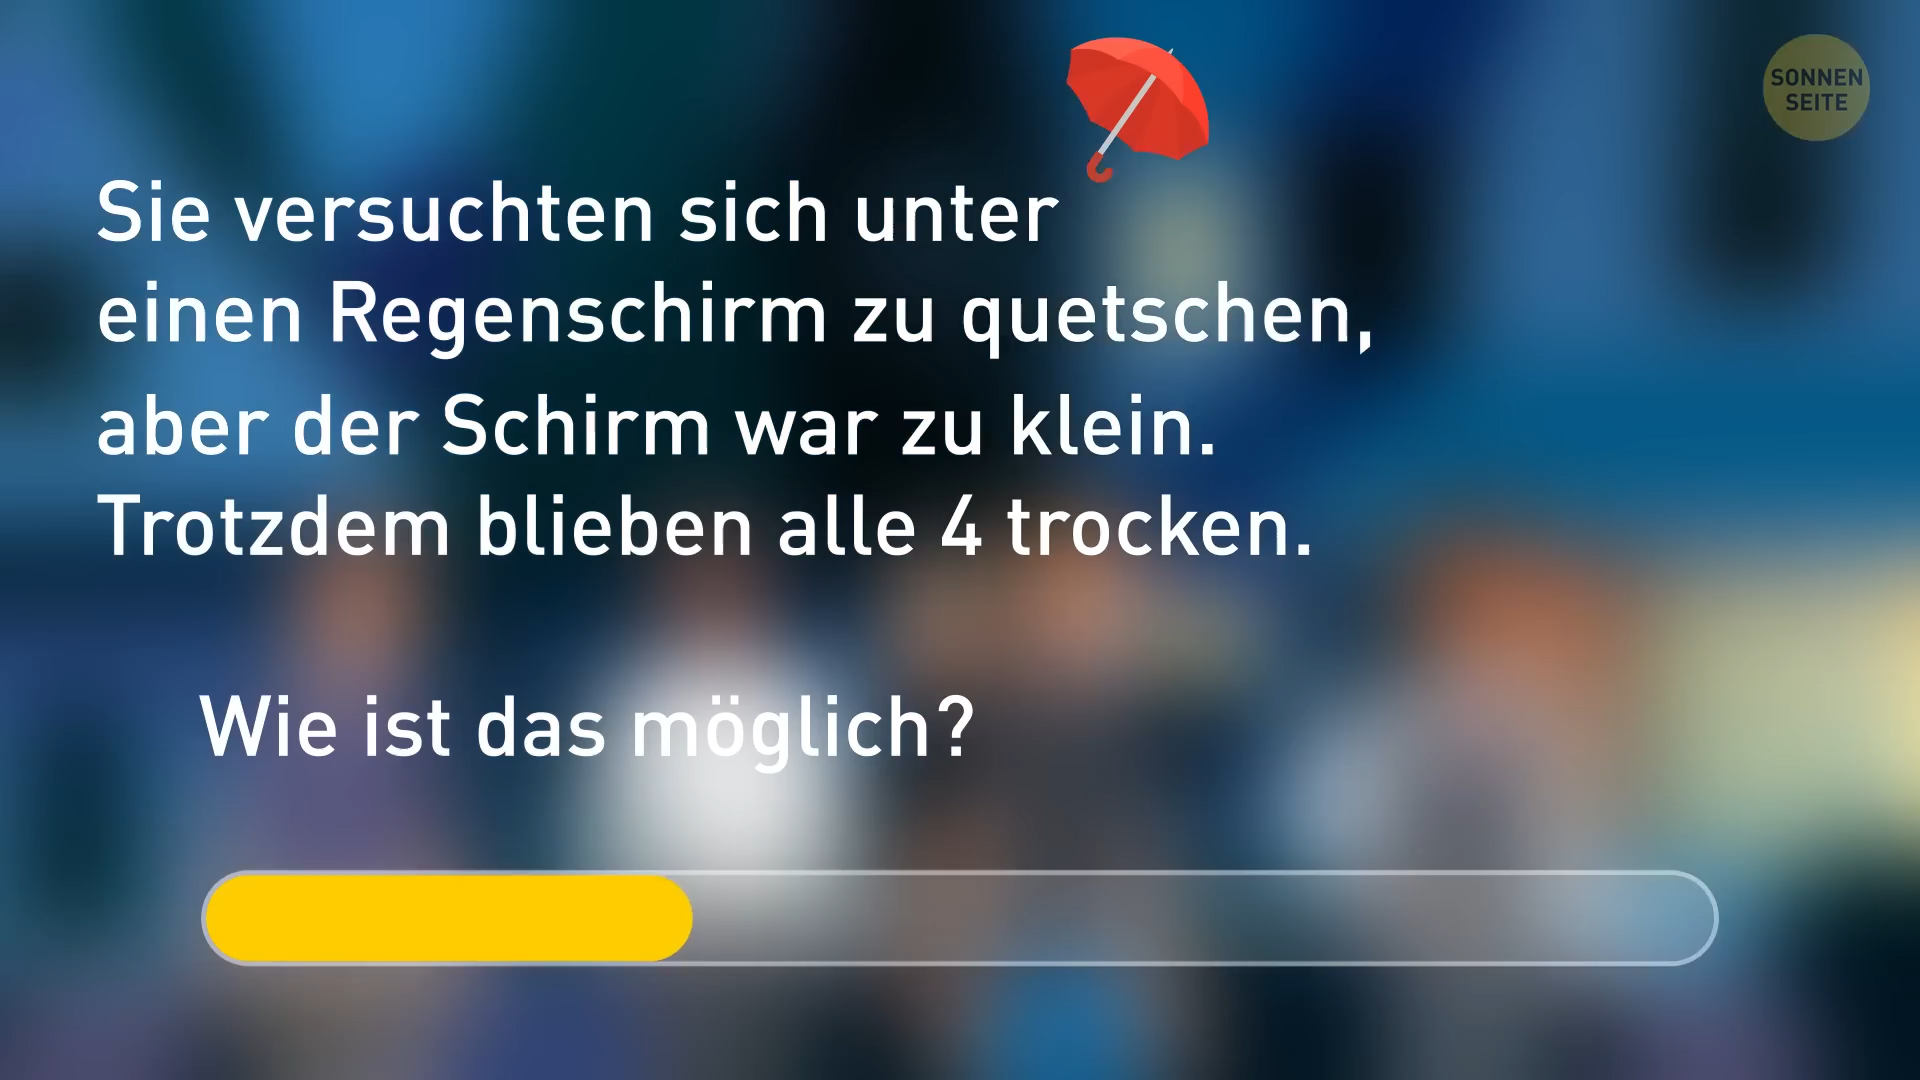 SONNEN
SEITE
Sie versuchten sich unter
einen Regenschirm zu quetschen,
aber der Schirm war zu klein.
Trotzdem blieben alle 4 trocken.
Wie ist das möglich?